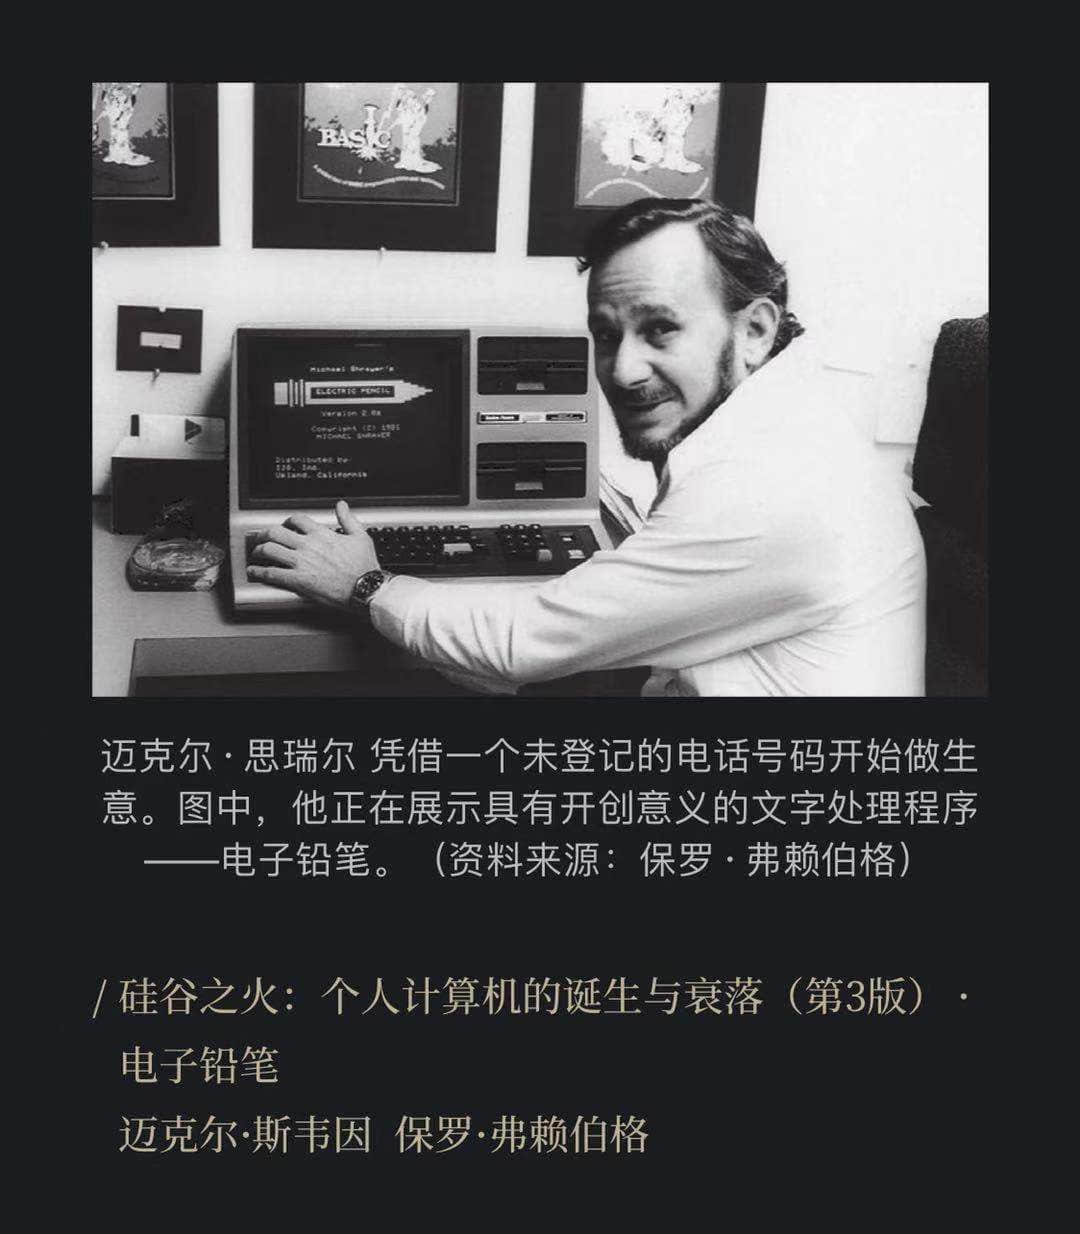 BASIC
Michael Shrayer's
ELECTRIC PENCIL
Version 2.0a
Copyright (C) 1981
MICHAEL SHRAYER
Distributed by:
IJG, Inc.
Upland, California
迈克尔·思瑞尔 凭借一个未登记的电话号码开始做生
意。图中，他正在展示具有开创意义的文字处理程序
——电子铅笔。（资料来源：保罗·弗赖伯格）
/ 硅谷之火：个人计算机的诞生与衰落（第3版） ·
电子铅笔
迈克尔·斯韦因 保罗·弗赖伯格